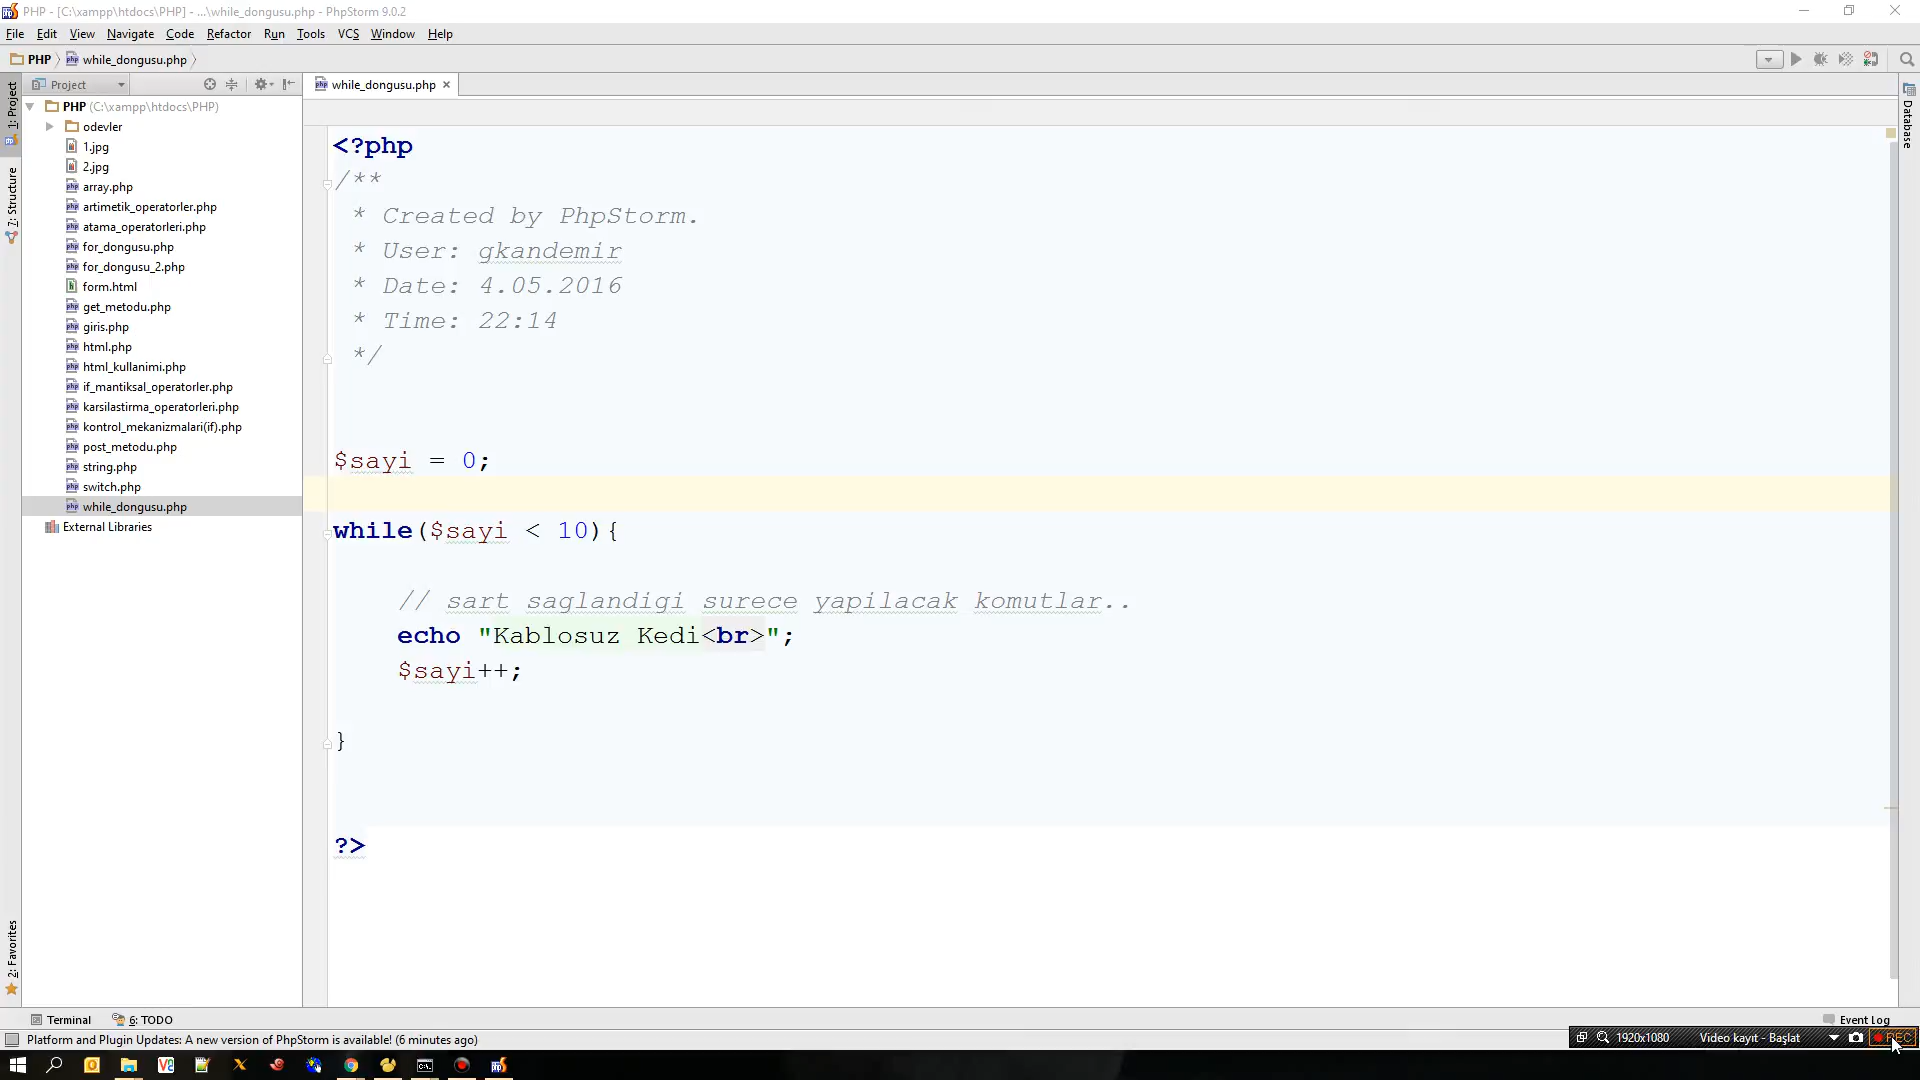 PHP - [C:\xampp\htdocs\PHP] - ...\while_dongusu.php - PhpStorm 9.0.2
File Edit View Navigate Code Refactor Run Tools VCS Window Help
PHP while_dongusu.php
Project
while_dongusu.php
1: Project
7: Structure
2: Favorites
Database
PHP (C:\xampp\htdocs\PHP)
odevler
1.jpg
2.jpg
array.php
artimetik_operatorler.php
atama_operatorleri.php
for_dongusu.php
for_dongusu_2.php
form.html
get_metodu.php
giris.php
html.php
html_kullanimi.php
if_mantiksal_operatorler.php
karsilastirma_operatorleri.php
kontrol_mekanizmalari(if).php
post_metodu.php
string.php
switch.php
while_dongusu.php
External Libraries
<?php
/**
* Created by PhpStorm.
* User: gkandemir
* Date: 4.05.2016
* Time: 22:14
*/
$sayi = 0;
while($sayi < 10){
// sart saglandigi surece yapilacak komutlar..
echo "Kablosuz Kedi<br>";
$sayi++;
}
?>
Terminal 6: TODO
Event Log
Platform and Plugin Updates: A new version of PhpStorm is available! (6 minutes ago)
1920x1080 Video kayıt - Başlat REC